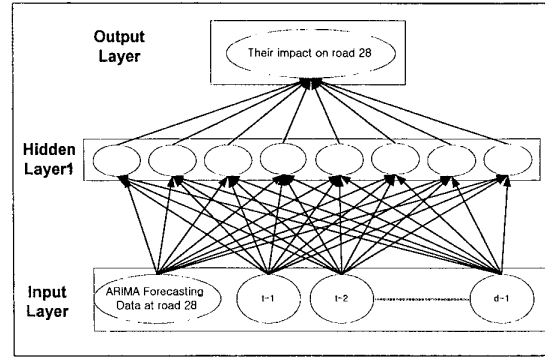 Output
Layer
Their impact on road 28
Hidden
Layer1
Input
Layer
ARIMA Forecasting
Data at road 28
t-1
t-2
d-1